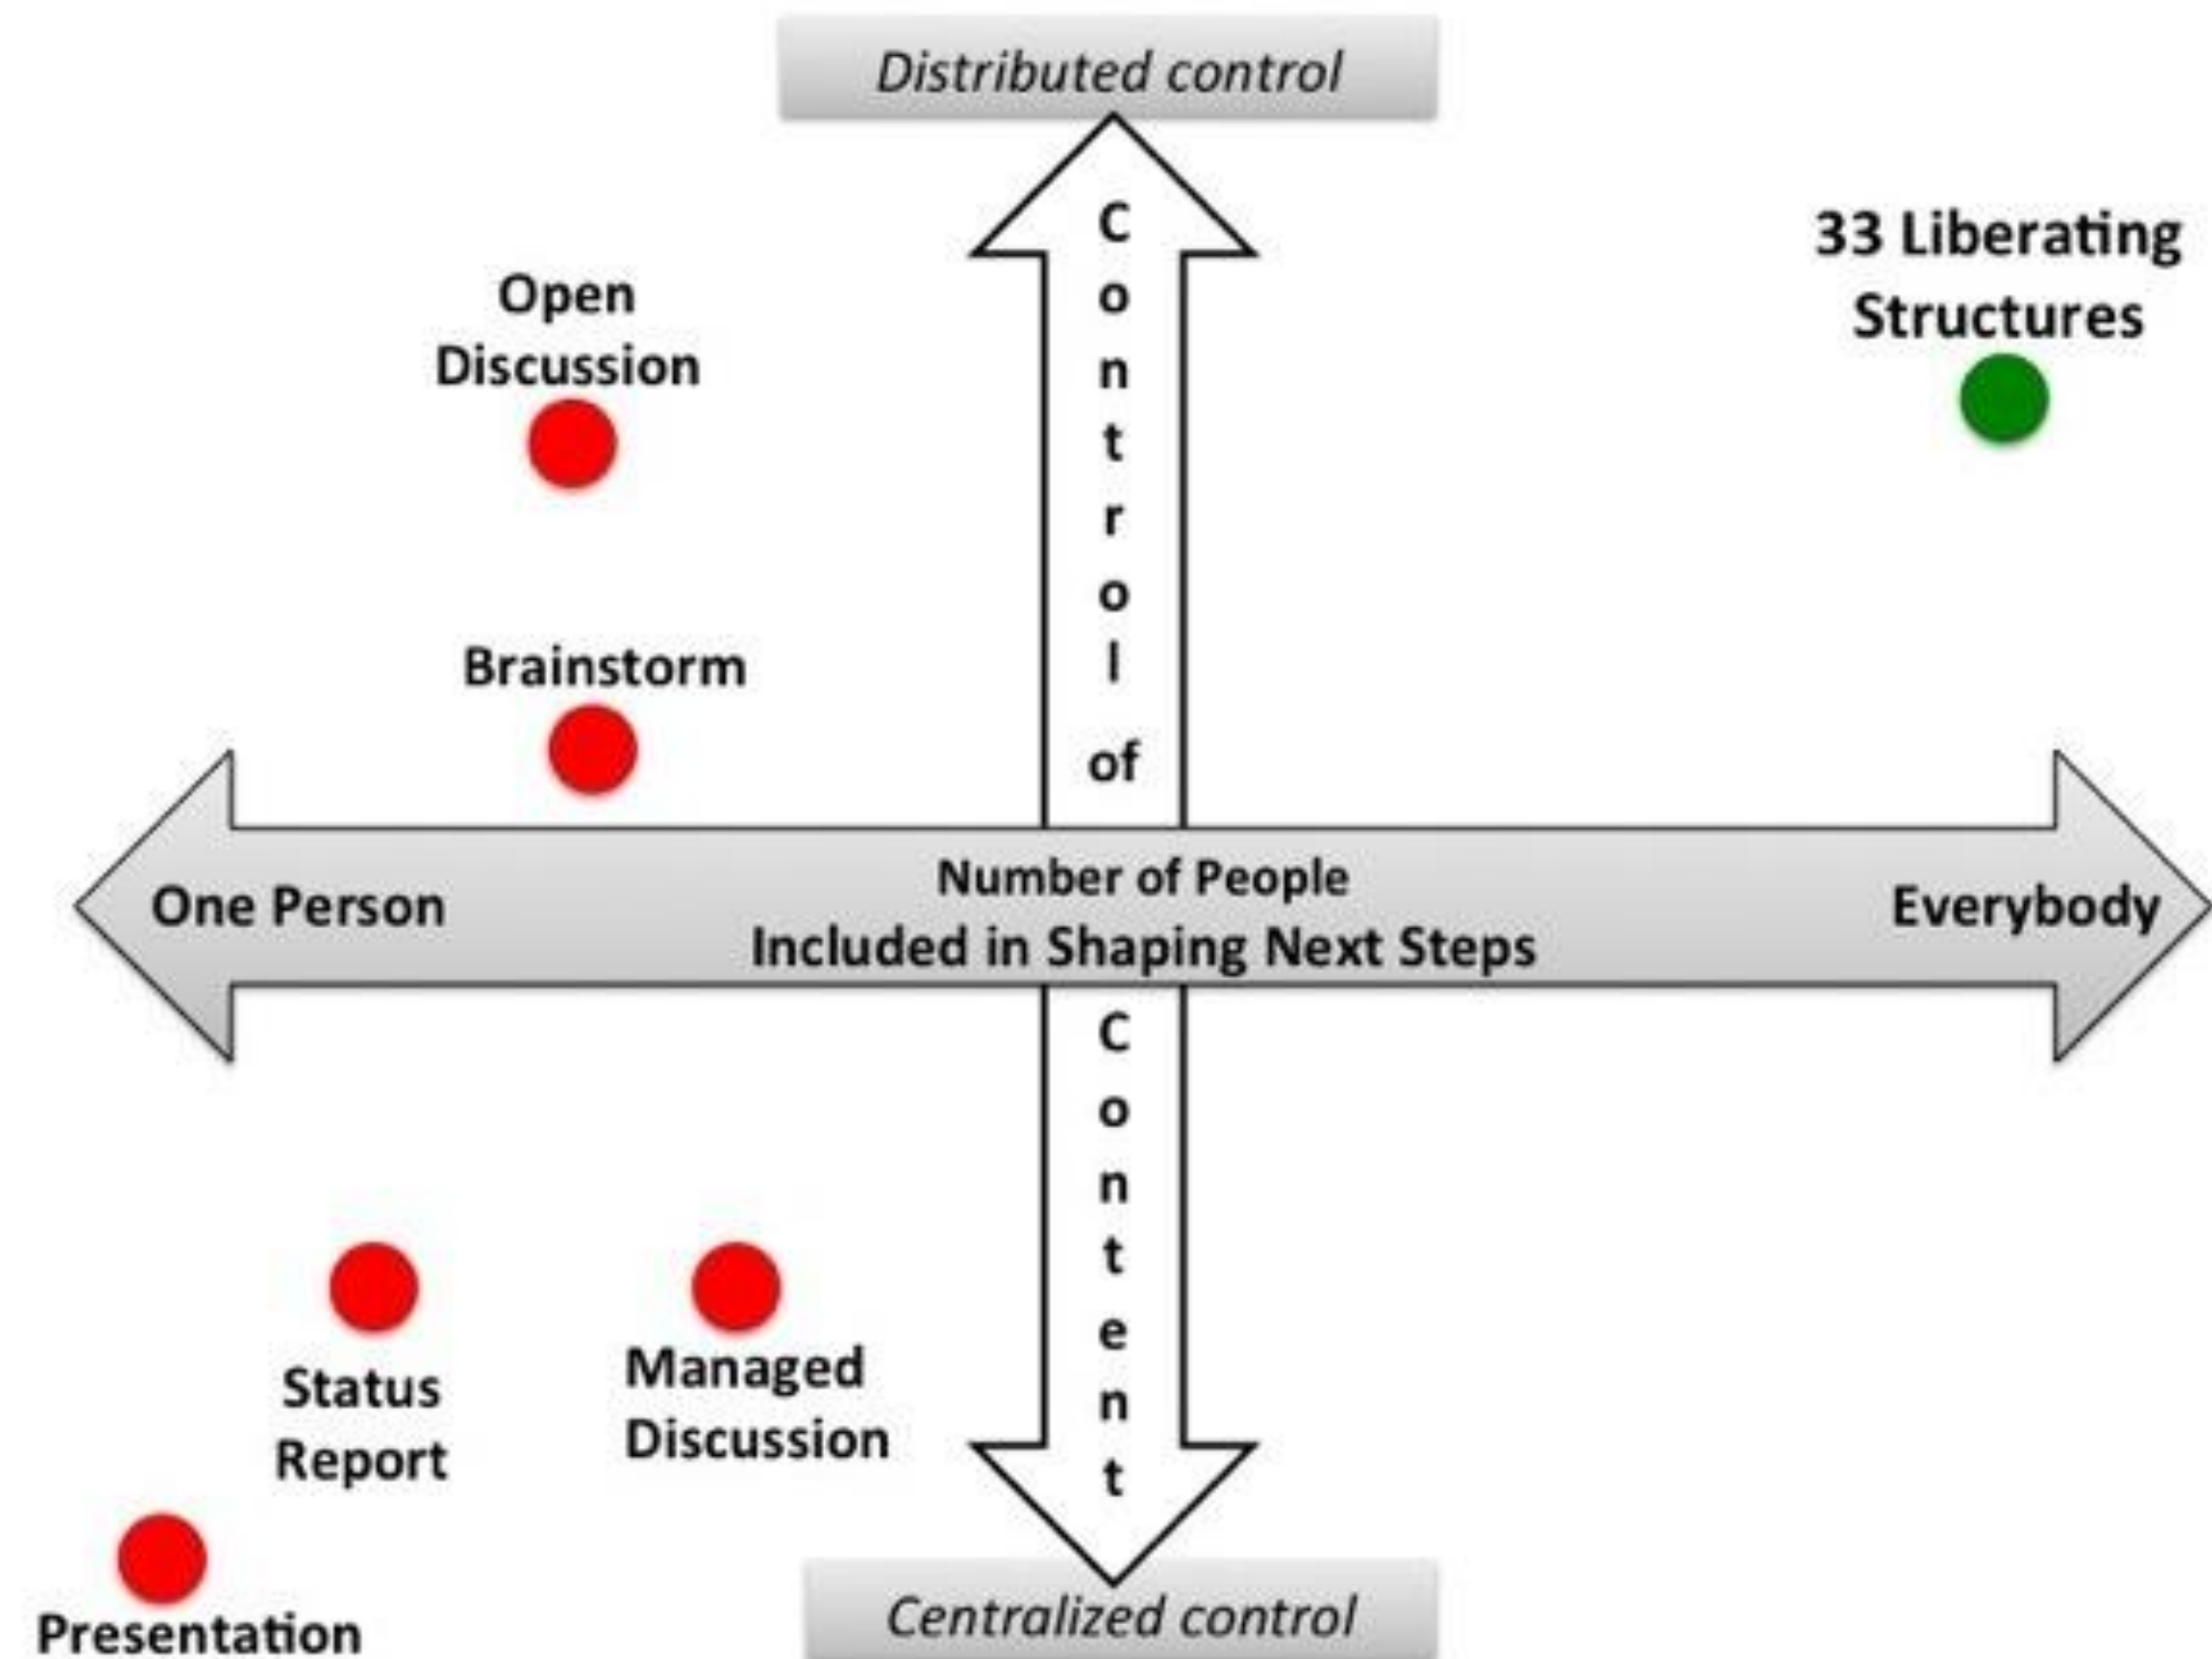 Distributed control
33 Liberating
Structures
Open
Discussion
Brainstorm
Control of
One Person
Number of People
Included in Shaping Next Steps
Everybody
Content
Status
Report
Managed
Discussion
Presentation
Centralized control